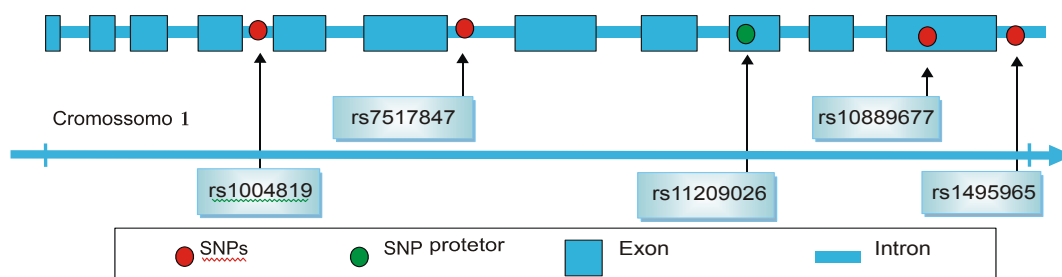 rs7517847
rs10889677
Cromossomo 1
rs1004819
rs11209026
rs1495965
SNPs
SNP protetor
Exon
Intron